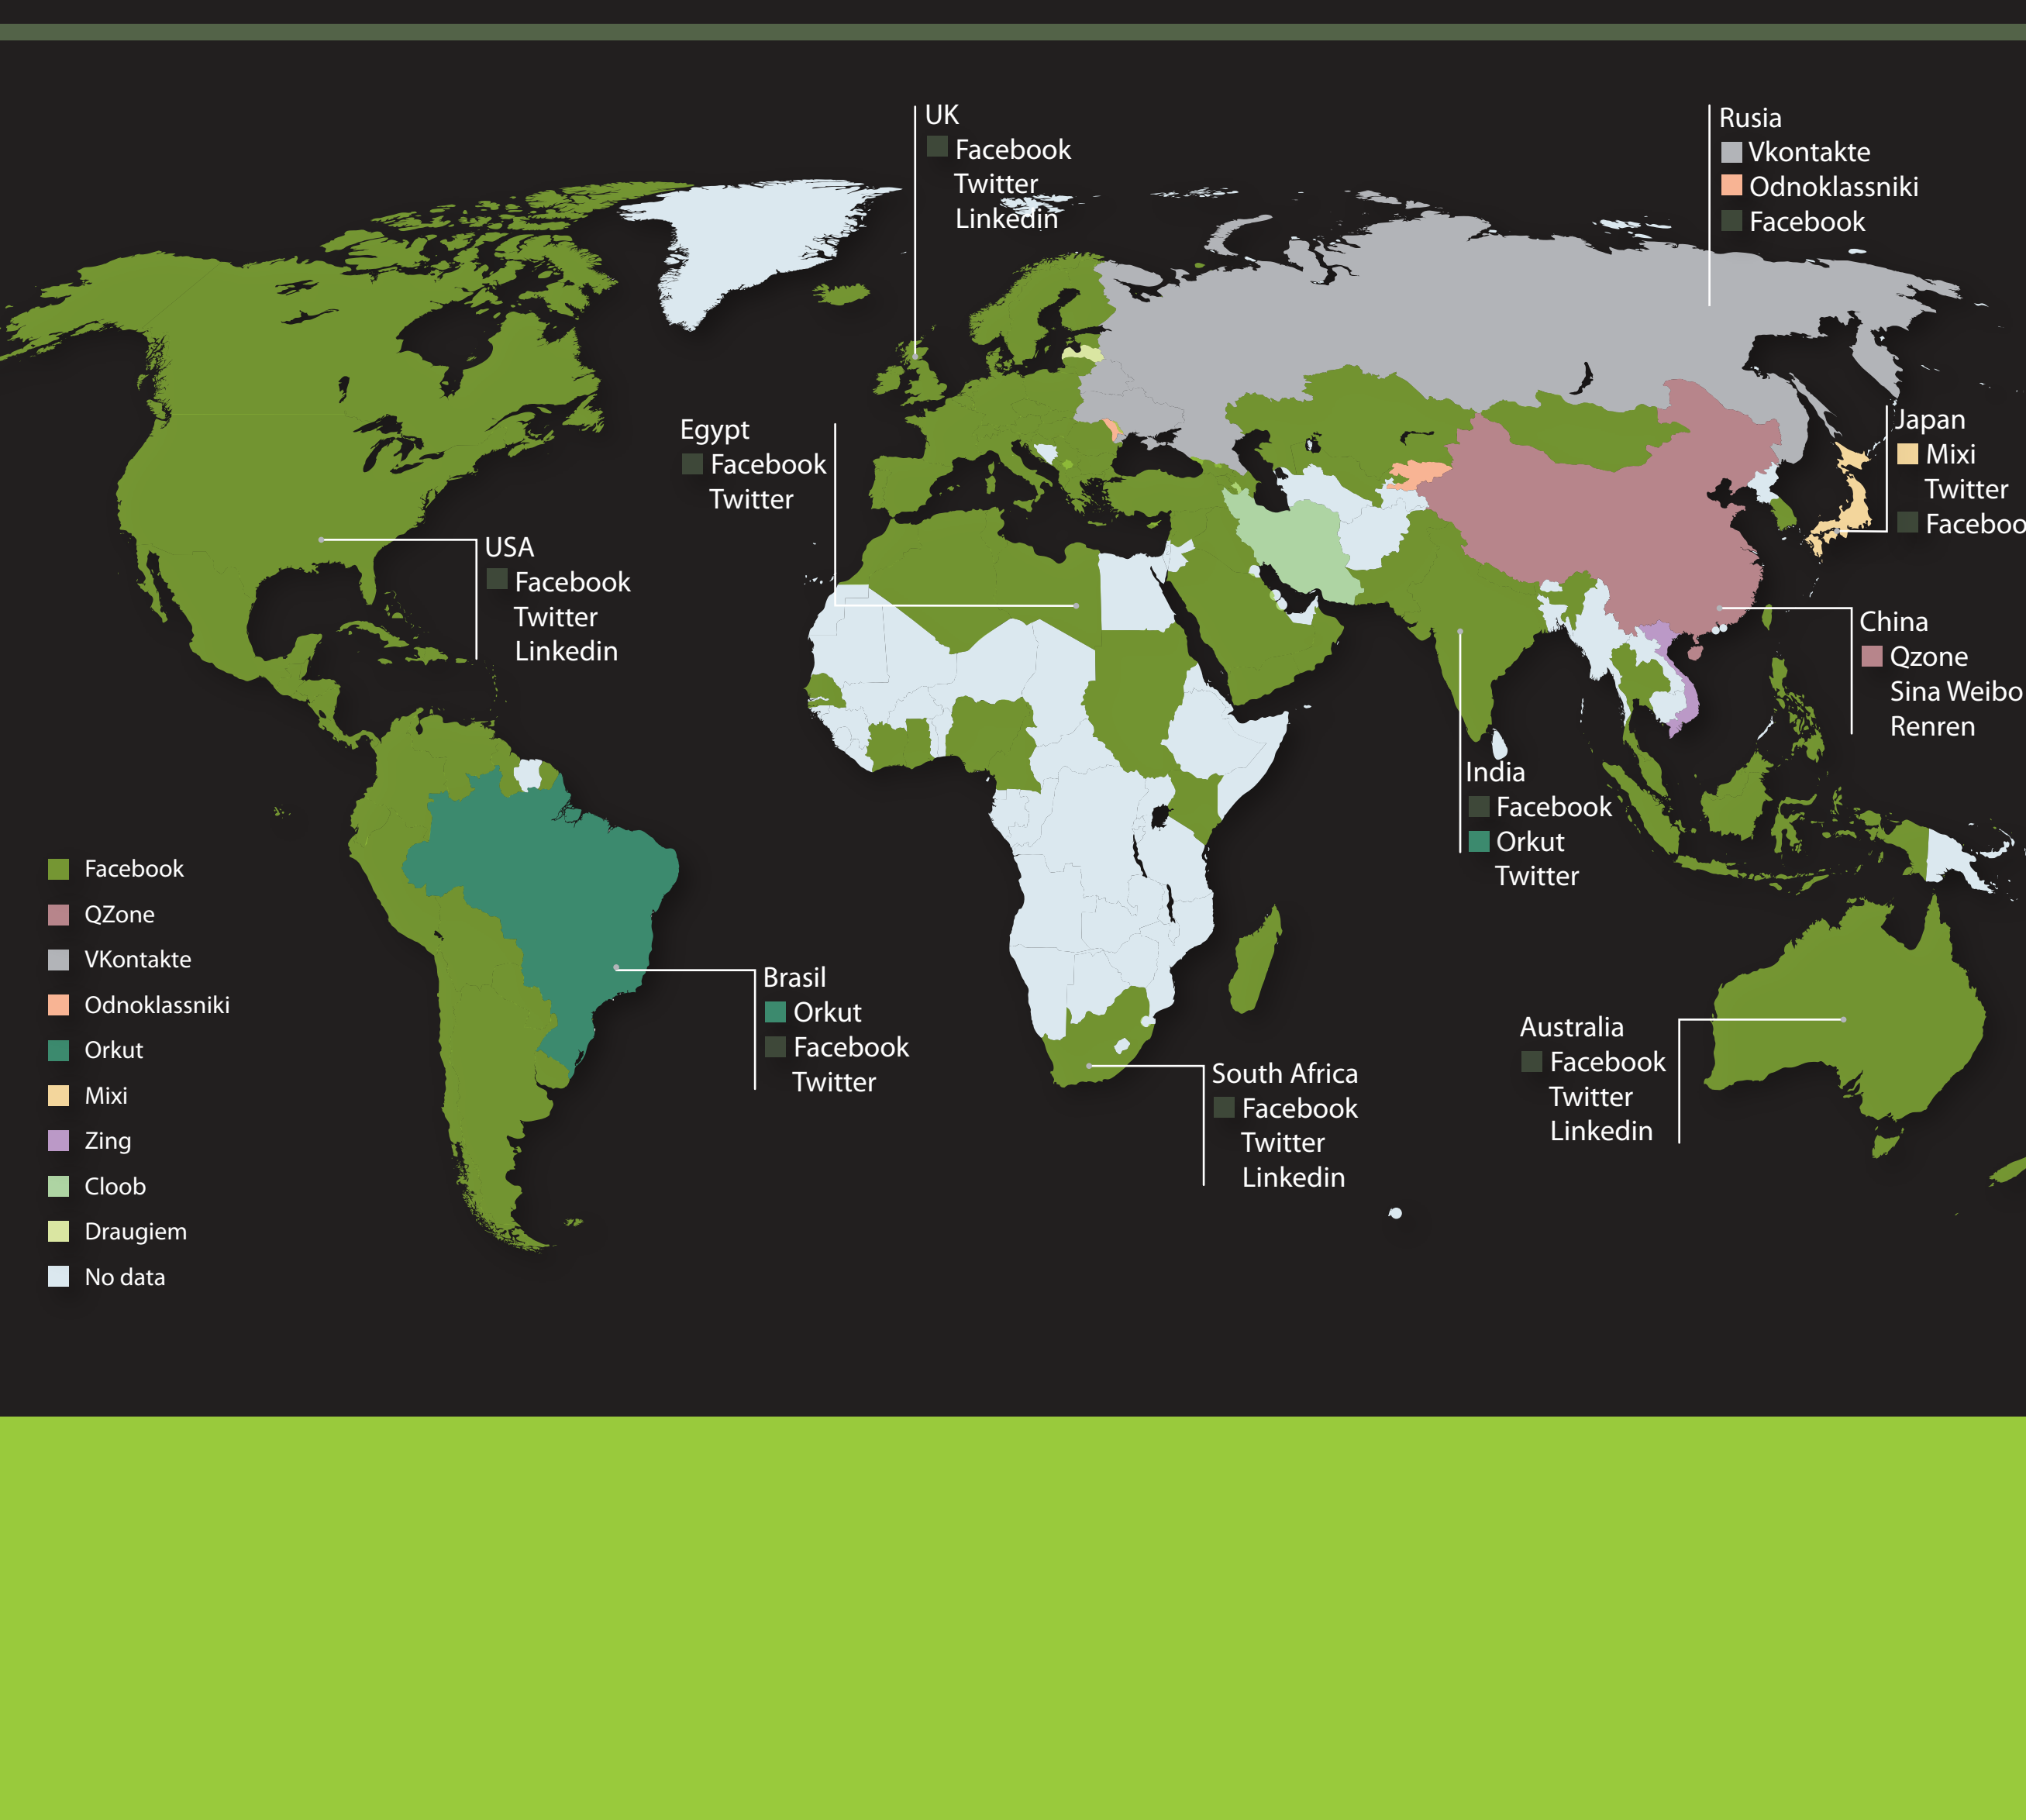 UK
Facebook
Twitter
Linkedin
Rusia
Vkontakte
Odnoklassniki
Facebook
Egypt
Facebook
Twitter
Japan
Mixi
Twitter
Faceboo
USA
Facebook
Twitter
Linkedin
China
Qzone
Sina Weibo
Renren
India
Facebook
Orkut
Twitter
Brasil
Orkut
Facebook
Twitter
South Africa
Facebook
Twitter
Linkedin
Australia
Facebook
Twitter
Linkedin
Facebook
QZone
VKontakte
Odnoklassniki
Orkut
Mixi
Zing
Cloob
Draugiem
No data